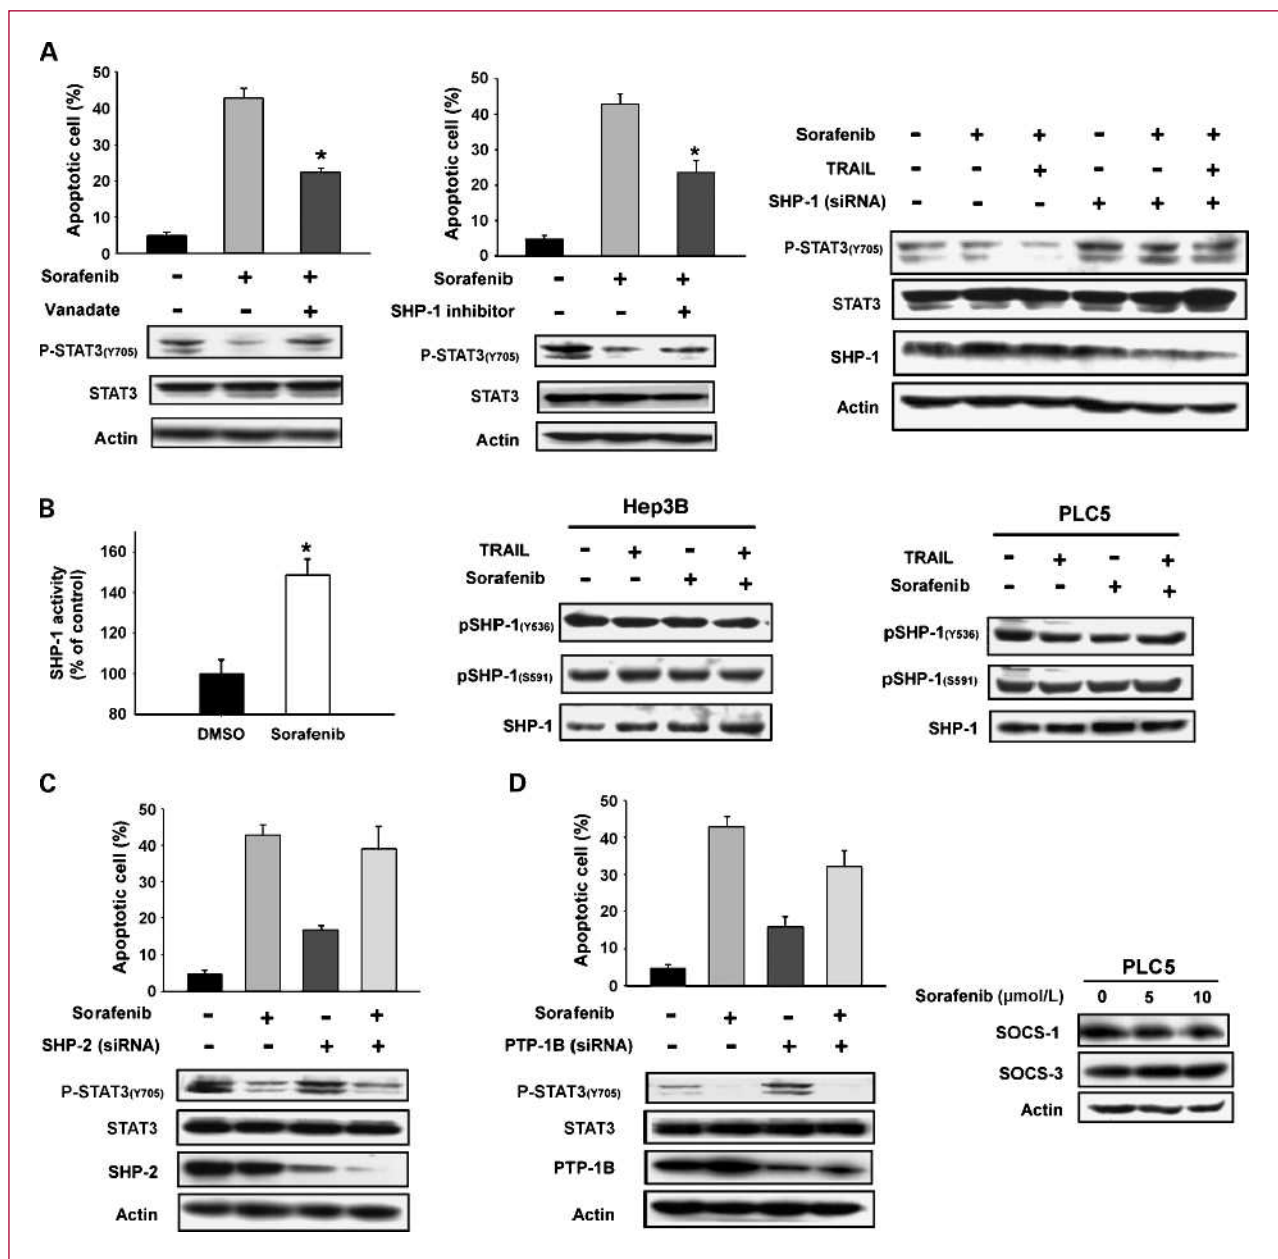 A
Apoptotic cell (%)
50
40
30
20
10
0
Sorafenib - + +
Vanadate - - +
P-STAT3(Y705)
STAT3
Actin
*
Apoptotic cell (%)
50
40
30
20
10
0
*
Sorafenib - + +
SHP-1 inhibitor - - +
P-STAT3(Y705)
STAT3
Actin
Sorafenib - + + - + +
TRAIL - - + - - +
SHP-1 (siRNA) - - - + + +
P-STAT3(Y705)
STAT3
SHP-1
Actin
B
SHP-1 activity
(% of control)
160
140
120
100
80
*
DMSO Sorafenib
Hep3B
TRAIL - + - +
Sorafenib - - + +
pSHP-1(Y536)
pSHP-1(S591)
SHP-1
PLC5
TRAIL - + - +
Sorafenib - - + +
pSHP-1(Y536)
pSHP-1(S591)
SHP-1
C
Apoptotic cell (%)
50
40
30
20
10
0
Sorafenib - + - +
SHP-2 (siRNA) - - + +
P-STAT3(Y705)
STAT3
SHP-2
Actin
D
Apoptotic cell (%)
50
40
30
20
10
0
Sorafenib - + - +
PTP-1B (siRNA) - - + +
P-STAT3(Y705)
STAT3
PTP-1B
Actin
PLC5
Sorafenib (µmol/L) 0 5 10
SOCS-1
SOCS-3
Actin